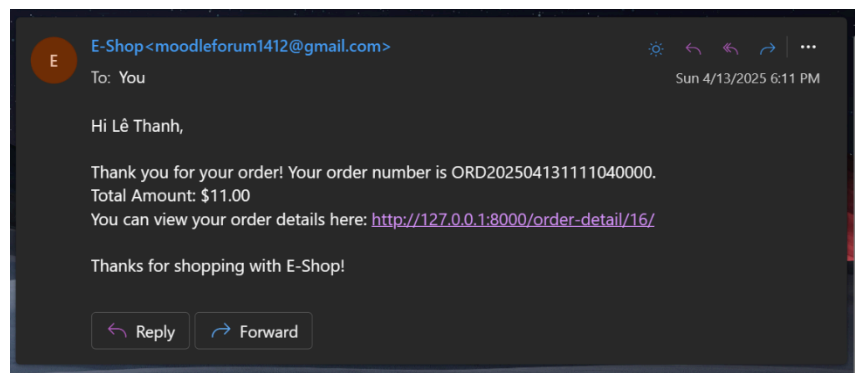 E
E-Shop<moodleforum1412@gmail.com>
To: You
Sun 4/13/2025 6:11 PM
Hi Lê Thanh,
Thank you for your order! Your order number is ORD202504131111040000.
Total Amount: $11.00
You can view your order details here: http://127.0.0.1:8000/order-detail/16/
Thanks for shopping with E-Shop!
Reply
Forward